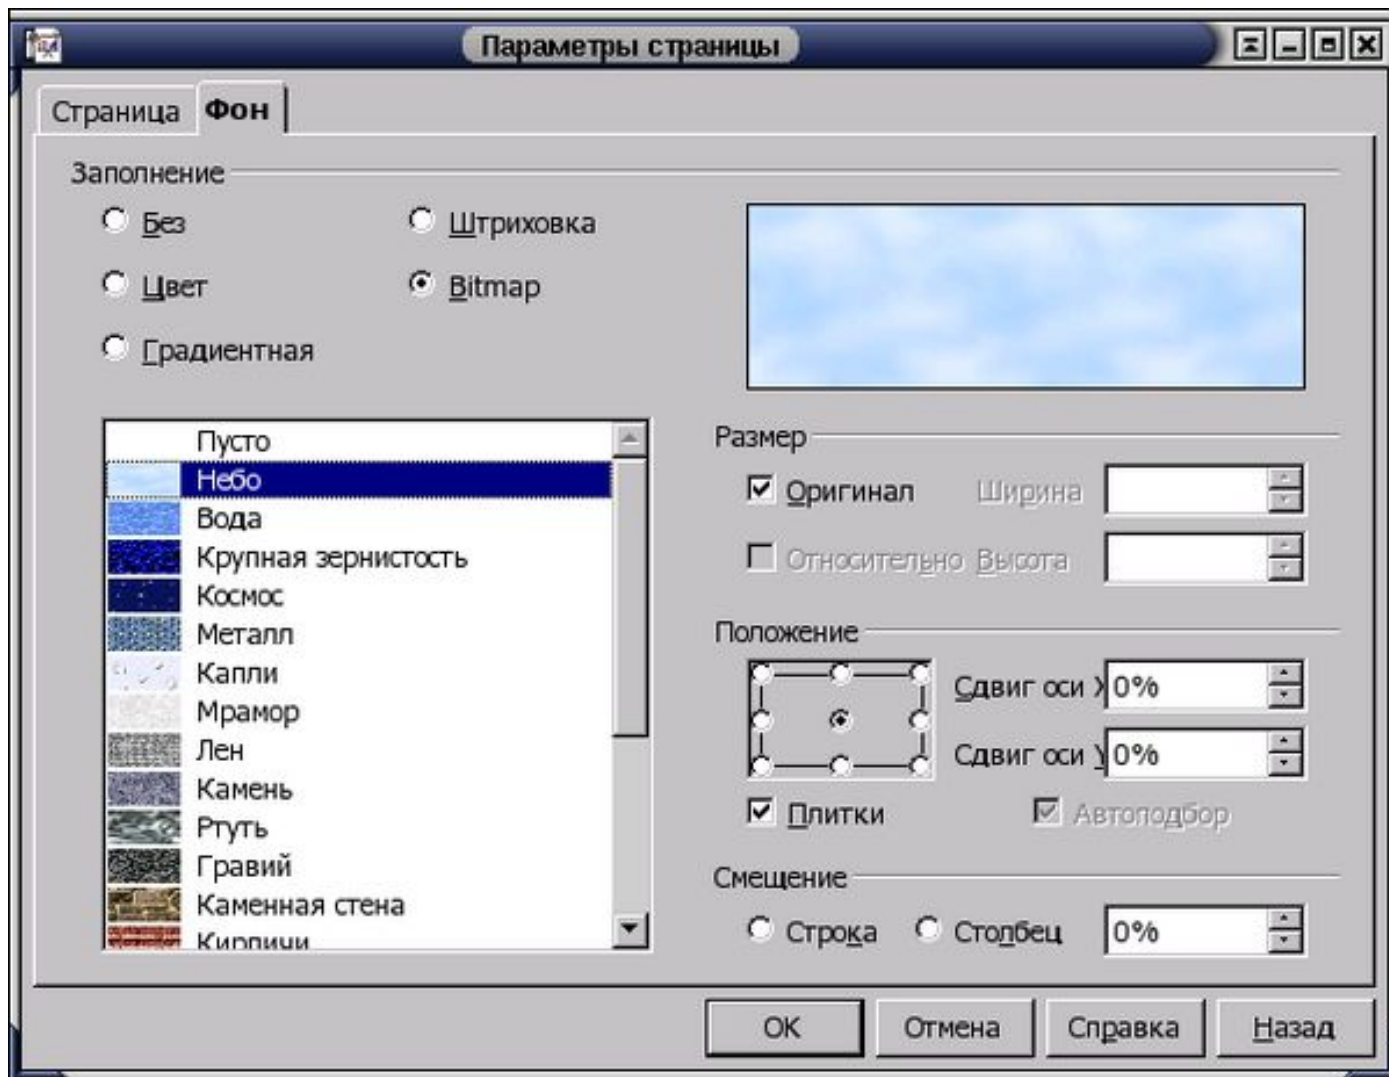 Параметры страницы
Страница Фон
Заполнение
Без Штриховка
Цвет Bitmap
Градиентная
Пусто
Небо
Вода
Крупная зернистость
Космос
Металл
Капли
Мрамор
Лен
Камень
Ртуть
Гравий
Каменная стена
Кирпичи
Размер
Оригинал Ширина
Относительно Высота
Положение
Сдвиг оси X 0%
Сдвиг оси Y 0%
Плитки Автоподбор
Смещение
Строка Столбец 0%
OK Отмена Справка Назад